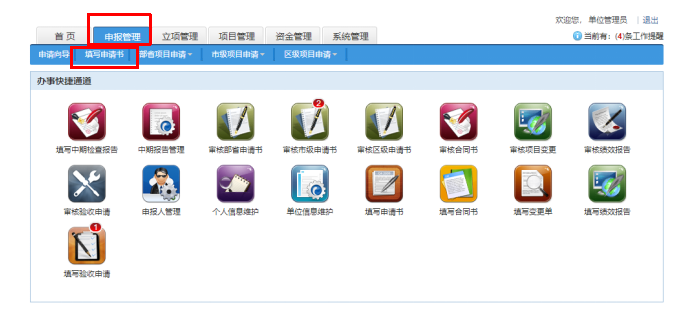 欢迎您, 单位管理员 | 退出
首 页 申报管理 立项管理 项目管理 资金管理 系统管理
当前有: (4)条工作提醒
申请向导 填写申请书 部省项目申请 市级项目申请 区级项目申请
办事快捷通道
2
填写中期检查报告 中期报告管理 审核部省申请书 审核市级申请书 审核区级申请书 审核合同书 审核项目变更 审核绩效报告
审核验收申请 申报人管理 个人信息维护 单位信息维护 填写申请书 填写合同书 填写变更单 填写绩效报告
1
填写验收申请